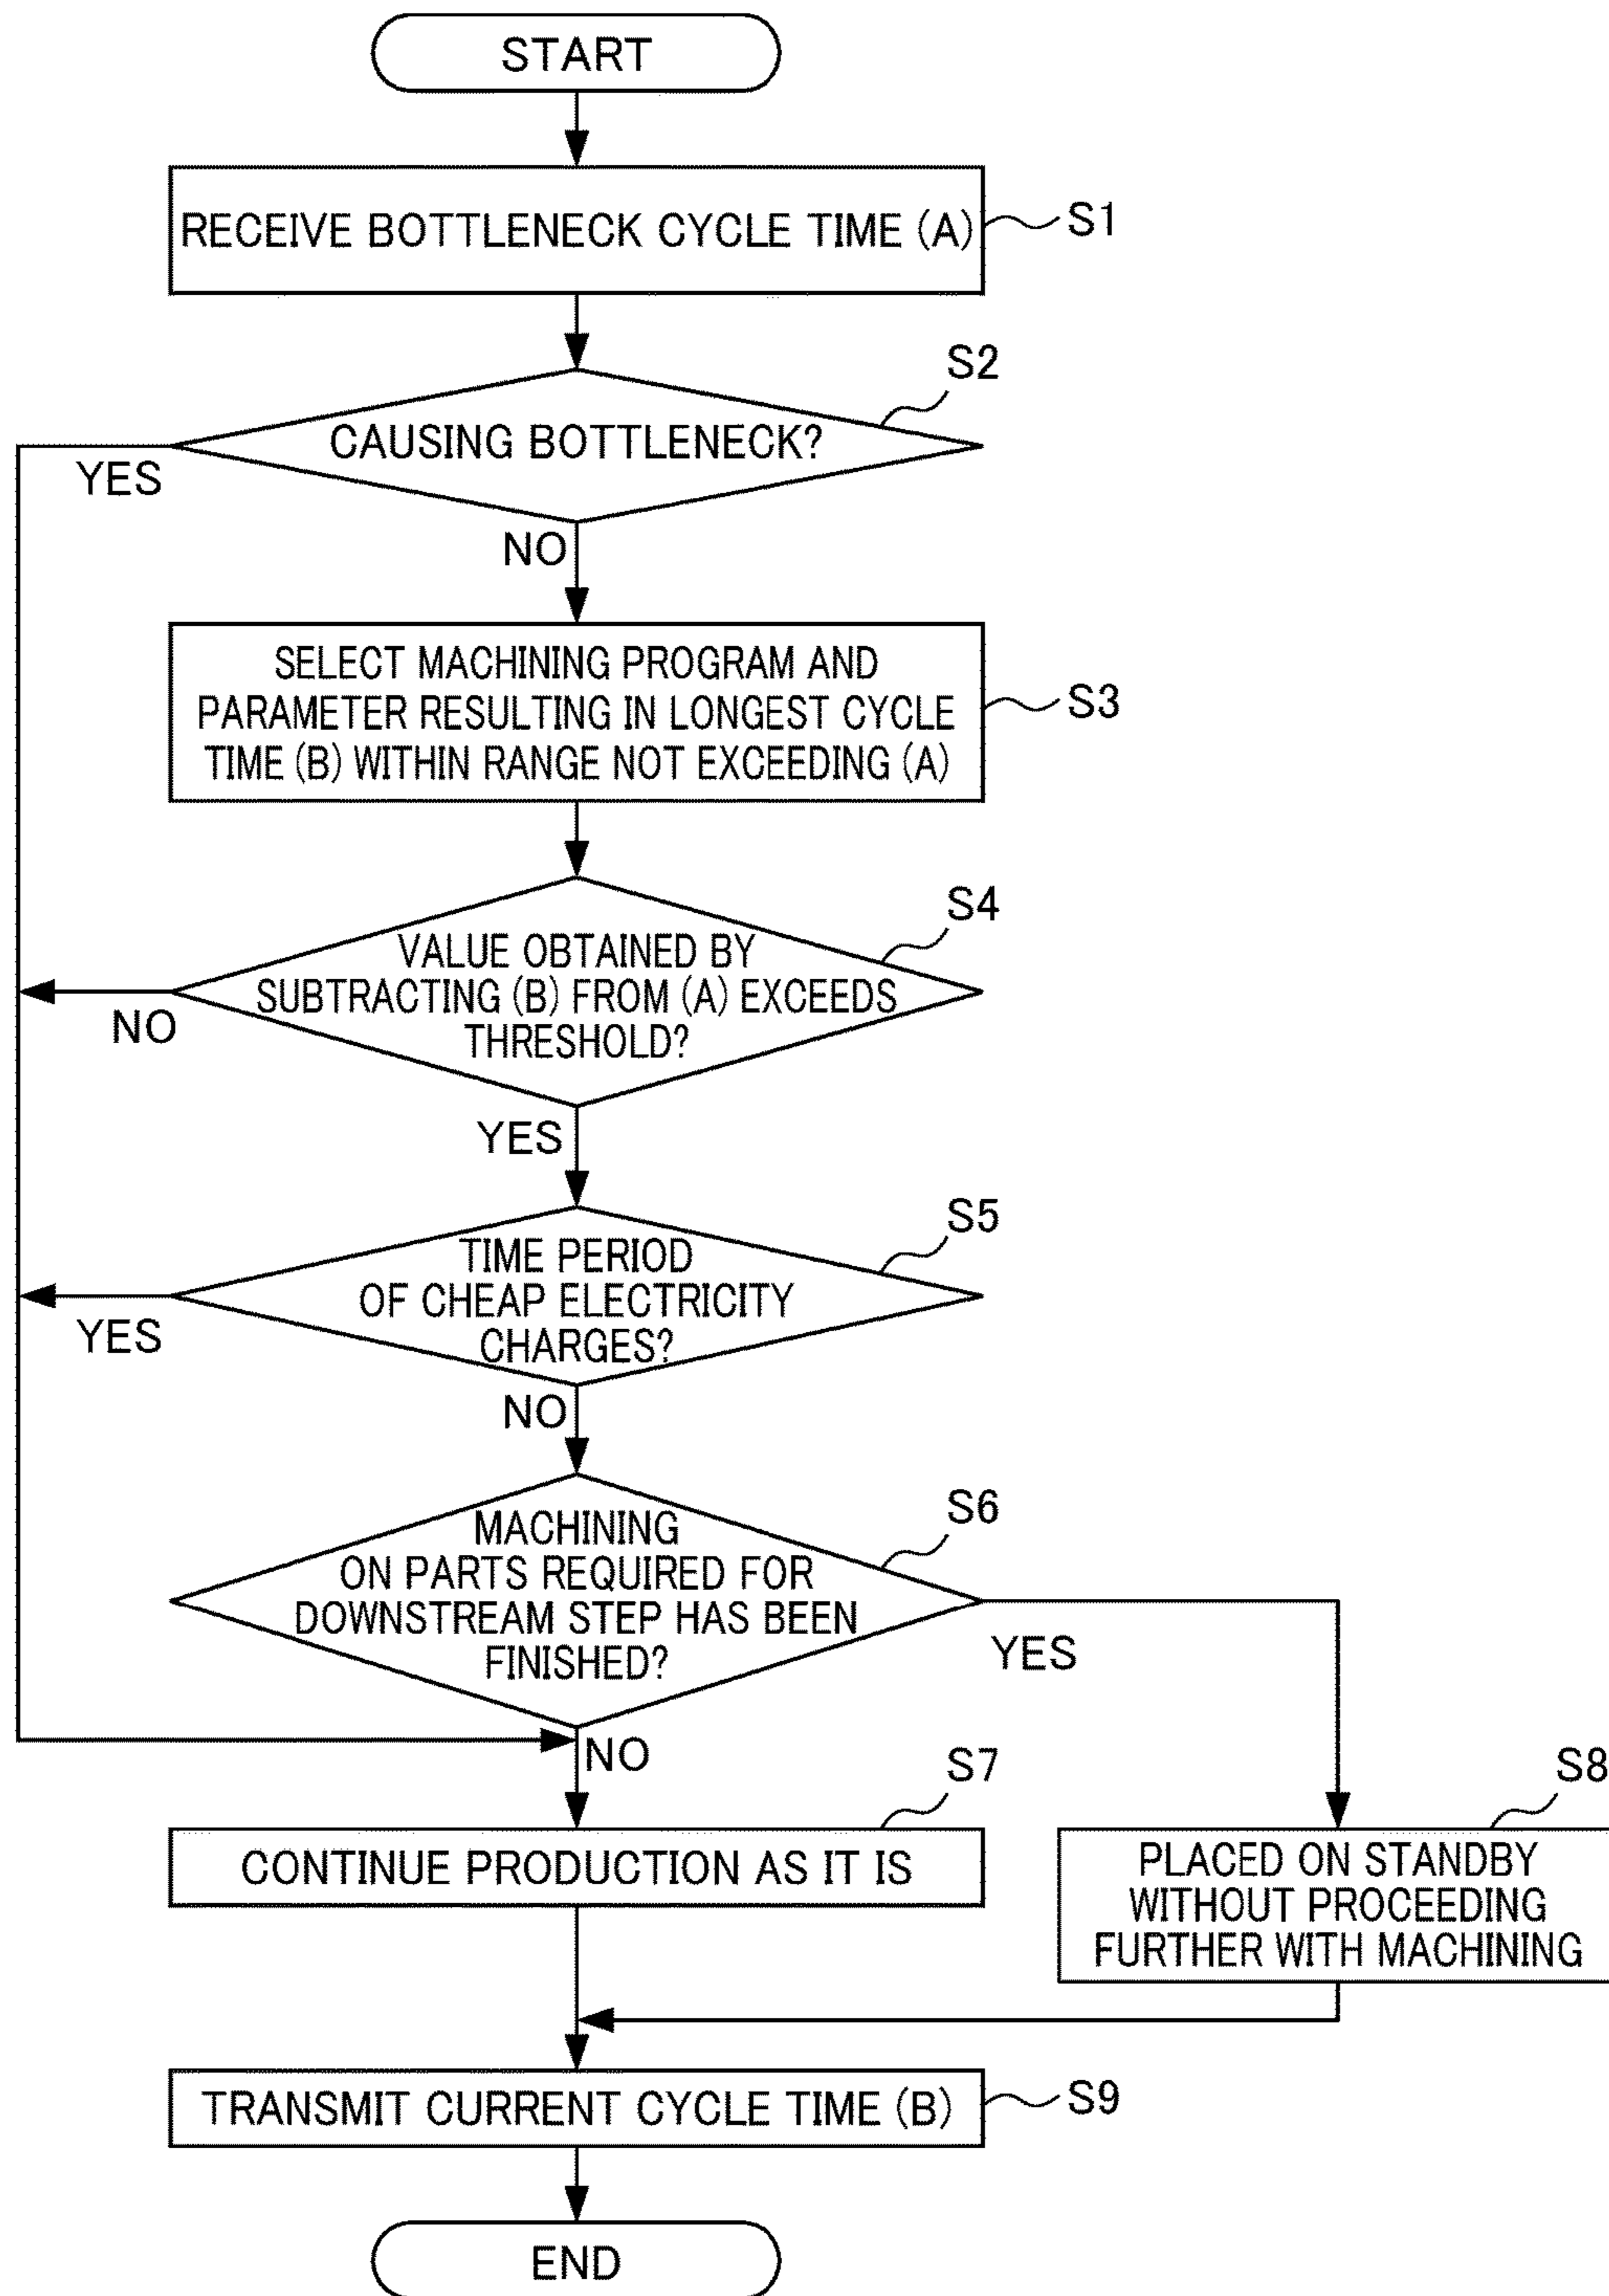 START
RECEIVE BOTTLENECK CYCLE TIME (A)
S1
S2
CAUSING BOTTLENECK?
YES
NO
SELECT MACHINING PROGRAM AND
PARAMETER RESULTING IN LONGEST CYCLE
TIME (B) WITHIN RANGE NOT EXCEEDING (A)
S3
S4
VALUE OBTAINED BY
SUBTRACTING (B) FROM (A) EXCEEDS
THRESHOLD?
NO
YES
S5
TIME PERIOD
OF CHEAP ELECTRICITY
CHARGES?
YES
NO
S6
MACHINING
ON PARTS REQUIRED FOR
DOWNSTREAM STEP HAS BEEN
FINISHED?
YES
NO
S7
CONTINUE PRODUCTION AS IT IS
S8
PLACED ON STANDBY
WITHOUT PROCEEDING
FURTHER WITH MACHINING
TRANSMIT CURRENT CYCLE TIME (B)
S9
END